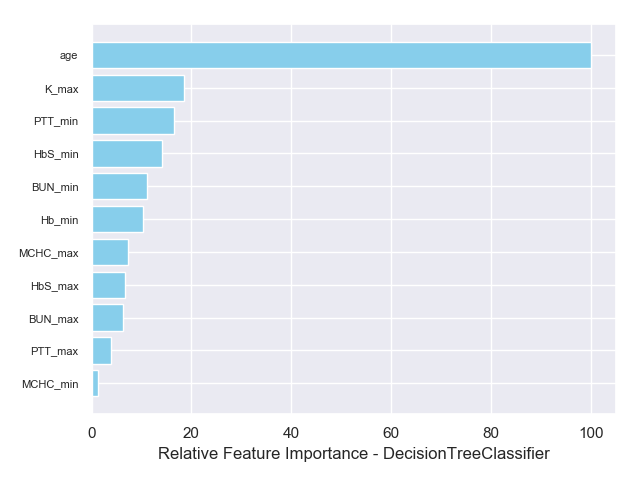 age
K_max
PTT_min
HbS_min
BUN_min
Hb_min
MCHC_max
HbS_max
BUN_max
PTT_max
MCHC_min
0 20 40 60 80 100
Relative Feature Importance - DecisionTreeClassifier